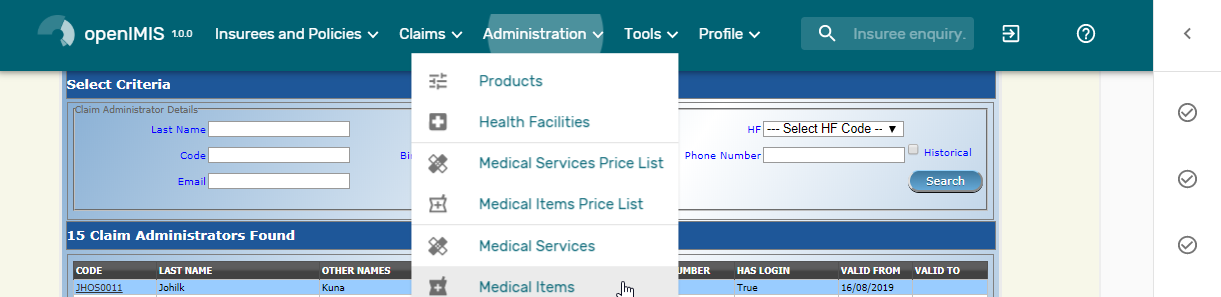 openIMIS 1.0.0 Insurees and Policies Claims Administration Tools Profile Insuree enquiry.
Products
Health Facilities
Medical Services Price List
Medical Items Price List
Medical Services
Medical Items
Select Criteria
Claim Administrator Details
Last Name HF --- Select HF Code --
Code Phone Number Historical
Email Search
15 Claim Administrators Found
CODE LAST NAME OTHER NAMES HAS LOGIN VALID FROM VALID TO
JHOS0011 Johilk Kuna True 16/08/2019